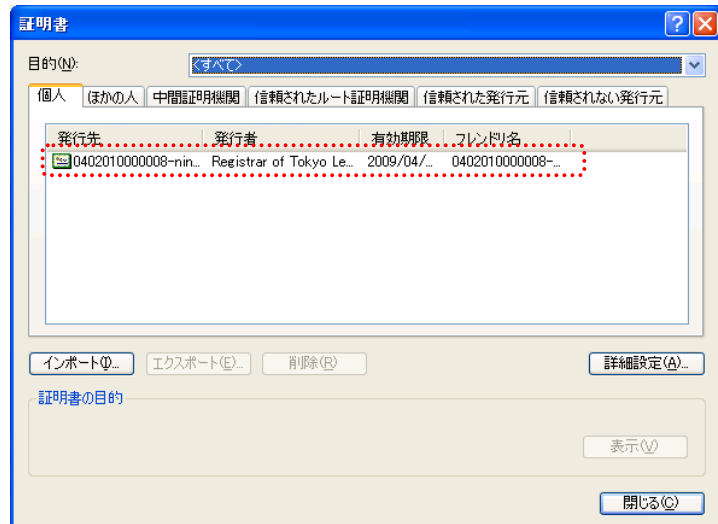 証明書
目的(N):
<すべて>
個人 ほかの人 中間証明機関 信頼されたルート証明機関 信頼された発行元 信頼されない発行元
発行先 発行者 有効期限 フレンドリ名
0402010000008-nin... Registrar of Tokyo Le... 2009/04/... 0402010000008-...
インポート(I)... エクスポート(E)... 削除(R) 詳細設定(A)...
証明書の目的
表示(V)
閉じる(C)